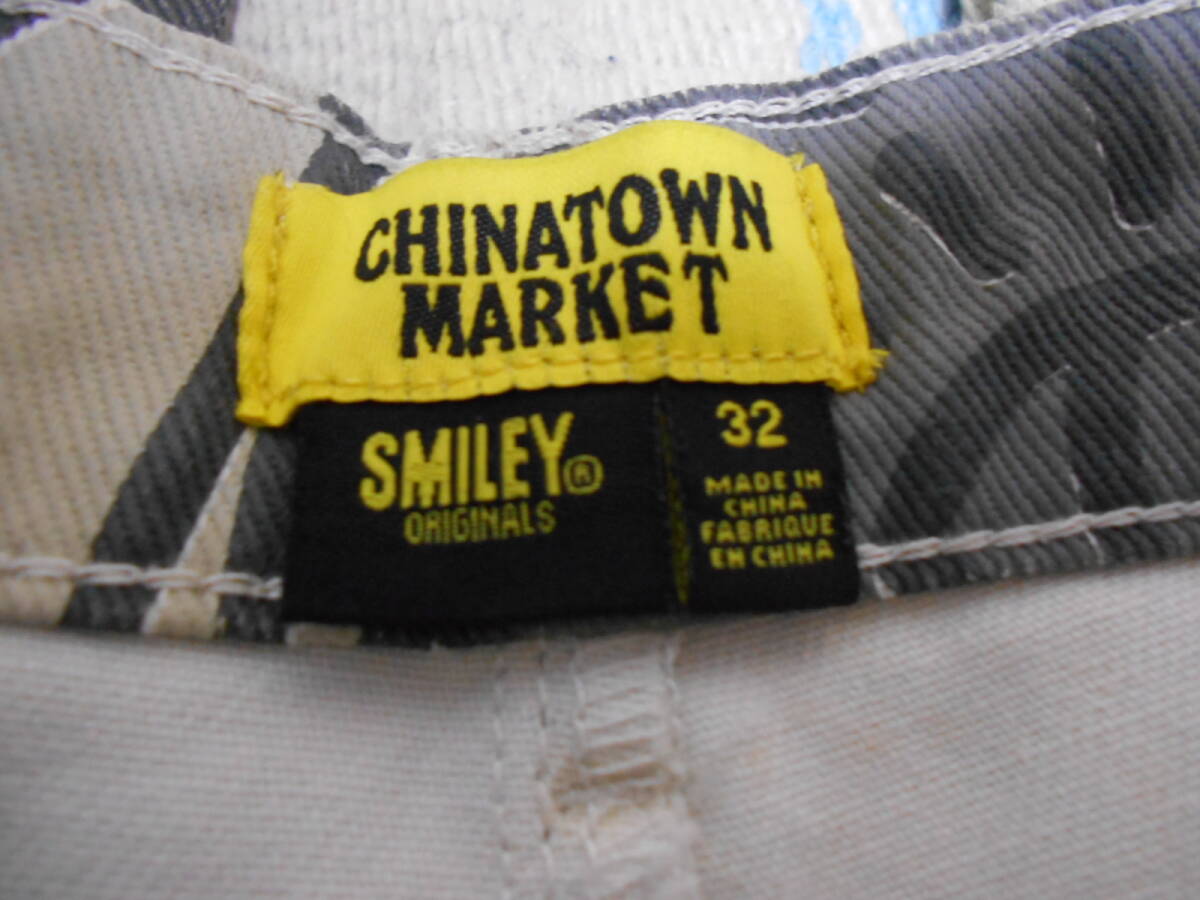 CHINATOWN
MARKET
SMILEY®
ORIGINALS
32
MADE IN
CHINA
FABRIQUE
EN CHINA